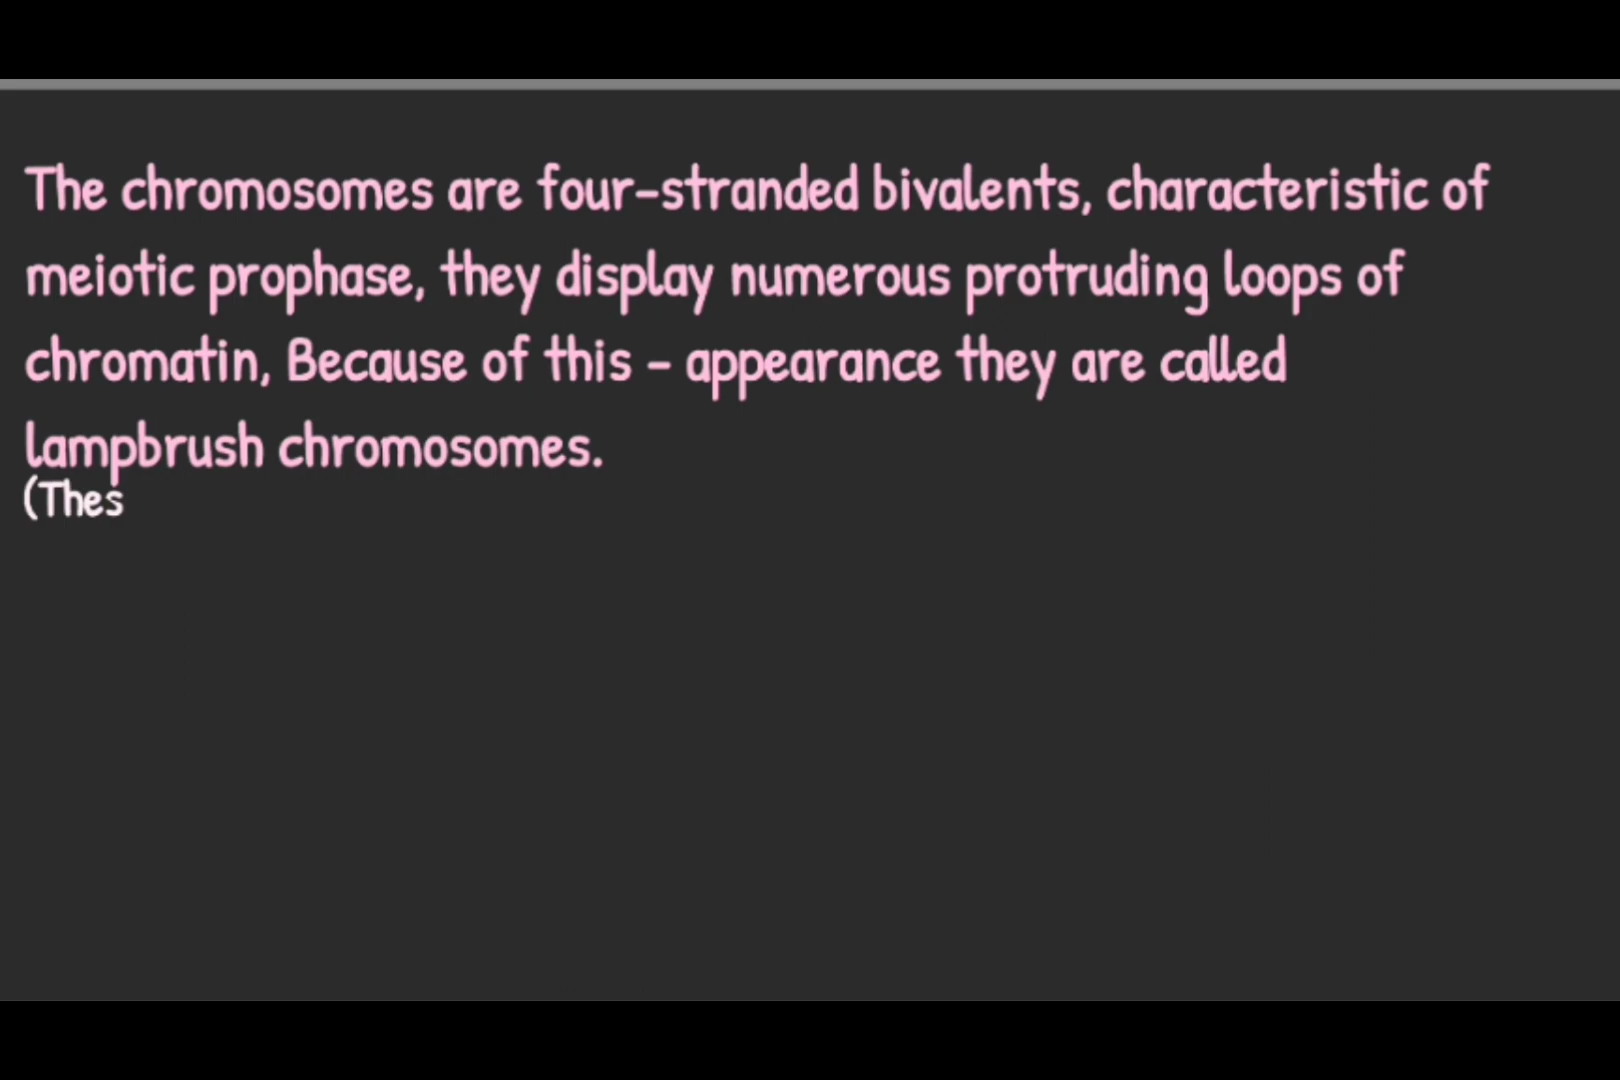 The chromosomes are four-stranded bivalents, characteristic of
meiotic prophase, they display numerous protruding loops of
chromatin, Because of this - appearance they are called
lampbrush chromosomes.
(Thes